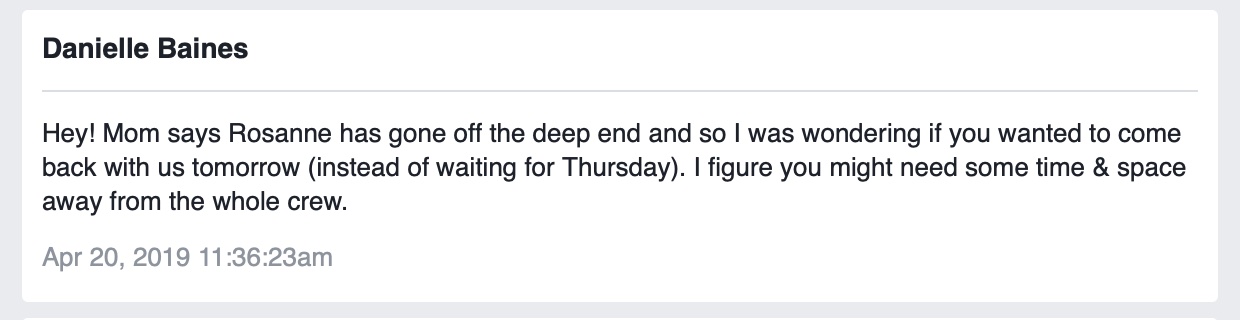 Danielle Baines
Hey! Mom says Rosanne has gone off the deep end and so I was wondering if you wanted to come
back with us tomorrow (instead of waiting for Thursday). I figure you might need some time & space
away from the whole crew.
Apr 20, 2019 11:36:23am